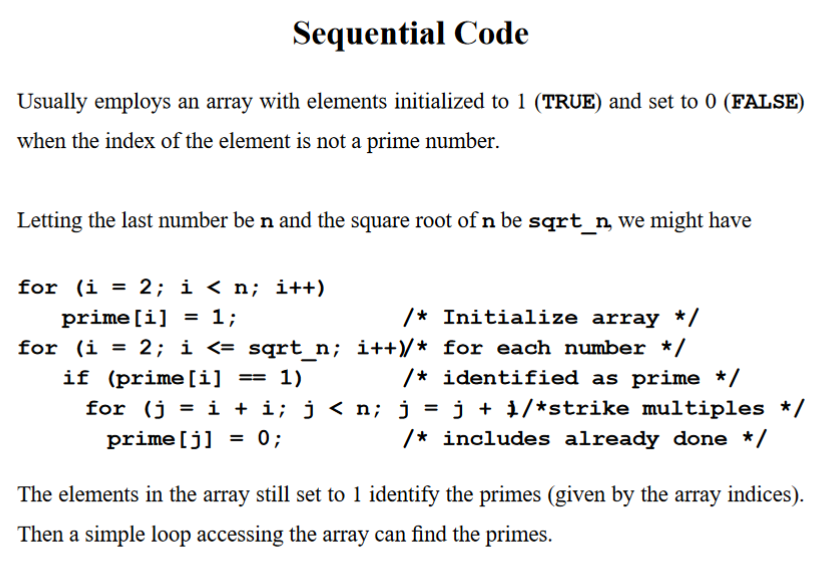 Sequential Code
Usually employs an array with elements initialized to 1 (TRUE) and set to 0 (FALSE)
when the index of the element is not a prime number.
Letting the last number be n and the square root of n be sqrt_n, we might have
for (i = 2; i < n; i++)
prime[i] = 1; /* Initialize array */
for (i = 2; i <= sqrt_n; i++)/* for each number */
if (prime[i] == 1) /* identified as prime */
for (j = i + i; j < n; j = j + i)/*strike multiples */
prime[j] = 0; /* includes already done */
The elements in the array still set to 1 identify the primes (given by the array indices).
Then a simple loop accessing the array can find the primes.